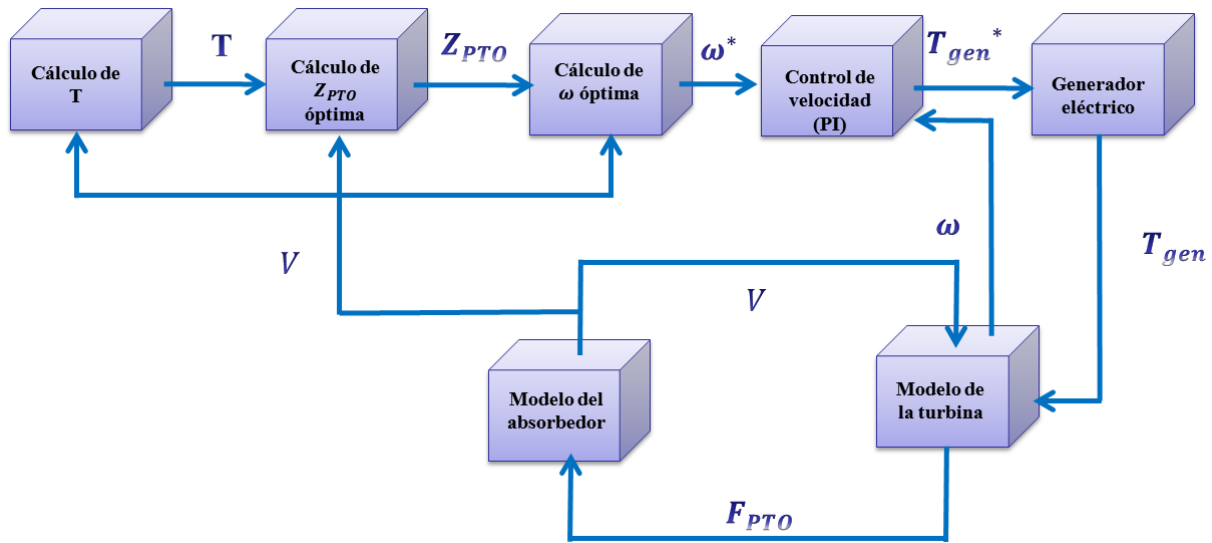 Cálculo de
T
T
Cálculo de
Z_PTO
óptima
Z_PTO
Cálculo de
ω óptima
ω*
Control de
velocidad
(PI)
T_gen*
Generador
eléctrico
V
V
ω
T_gen
Modelo del
absorbedor
Modelo de
la turbina
F_PTO